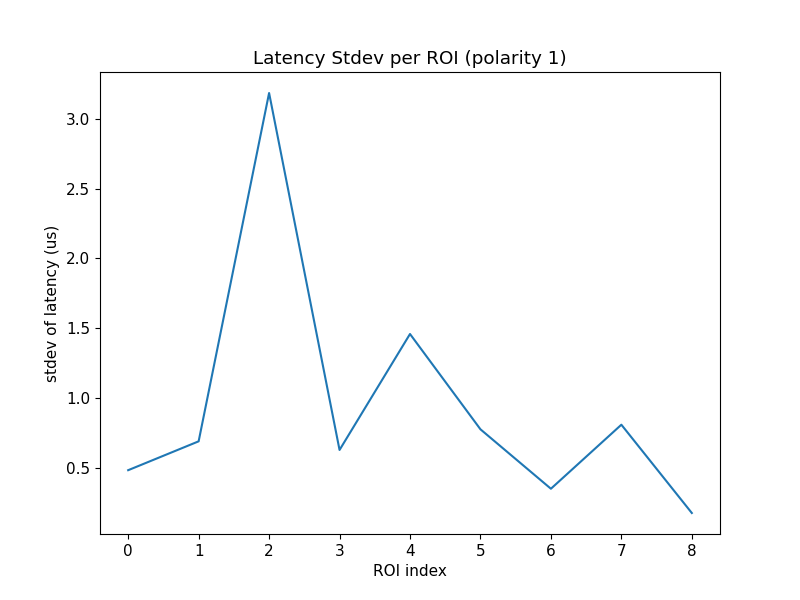 Latency Stdev per ROI (polarity 1)
stdev of latency (us)
3.0
2.5
2.0
1.5
1.0
0.5
0 1 2 3 4 5 6 7 8
ROI index